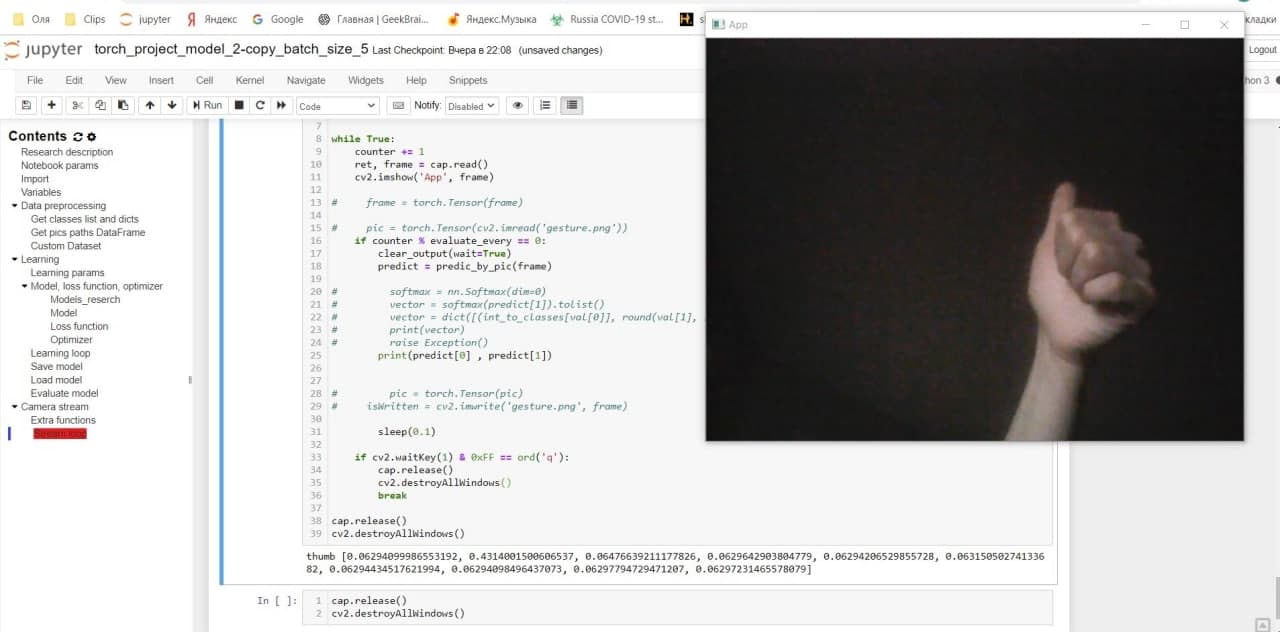 Оля Clips jupyter Яндекс Google Главная | GeekBrai... Яндекс.Музыка Russia COVID-19 st... кладки
App
jupyter torch_project_model_2-copy_batch_size_5 Last Checkpoint: Вчера в 22:08 (unsaved changes) Logout
File Edit View Insert Cell Kernel Navigate Widgets Help Snippets hon 3
Run Code Notify: Disabled
Contents
Research description
Notebook params
Import
Variables
Data preprocessing
Get classes list and dicts
Get pics paths DataFrame
Custom Dataset
Learning
Learning params
Model, loss function, optimizer
Models_reserch
Model
Loss function
Optimizer
Learning loop
Save model
Load model
Evaluate model
Camera stream
Extra functions
Stream loop
7
8 while True:
9 counter += 1
10 ret, frame = cap.read()
11 cv2.imshow('App', frame)
12
13 # frame = torch.Tensor(frame)
14
15 # pic = torch.Tensor(cv2.imread('gesture.png'))
16 if counter % evaluate_every == 0:
17 clear_output(wait=True)
18 predict = predic_by_pic(frame)
19
20 # softmax = nn.Softmax(dim=0)
21 # vector = softmax(predict[1]).tolist()
22 # vector = dict([(int_to_classes[val[0]], round(val[1],
23 # print(vector)
24 # raise Exception()
25 print(predict[0] , predict[1])
26
27
28 # pic = torch.Tensor(pic)
29 # isWritten = cv2.imwrite('gesture.png', frame)
30
31 sleep(0.1)
32
33 if cv2.waitKey(1) & 0xFF == ord('q'):
34 cap.release()
35 cv2.destroyAllWindows()
36 break
37
38 cap.release()
39 cv2.destroyAllWindows()
thumb [0.06294099986553192, 0.4314001500606537, 0.06476639211177826, 0.0629642903804779, 0.06294206529855728, 0.063150502741336
82, 0.06294434517621994, 0.06294098496437073, 0.06297794729471207, 0.06297231465578079]
In [ ]: 1 cap.release()
2 cv2.destroyAllWindows()